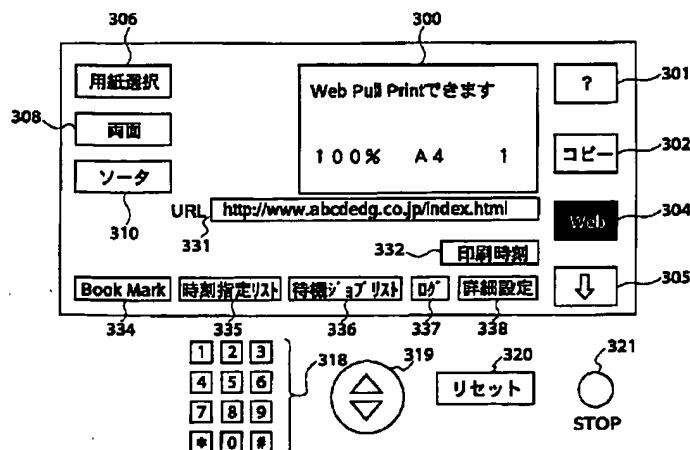 306
300
用紙選択
Web Pull Printできます
?
301
308
両面
100% A4 1
コピー
302
ソータ
310
URL http://www.abcdedg.co.jp/index.html
331
Web
304
332
印刷時刻
Book Mark 時刻指定リスト 待機ジョブリスト ログ 詳細設定
⇩
305
334 335 336 337 338
1 2 3
318
319
320
321
4 5 6
リセット
7 8 9
STOP
* 0 #